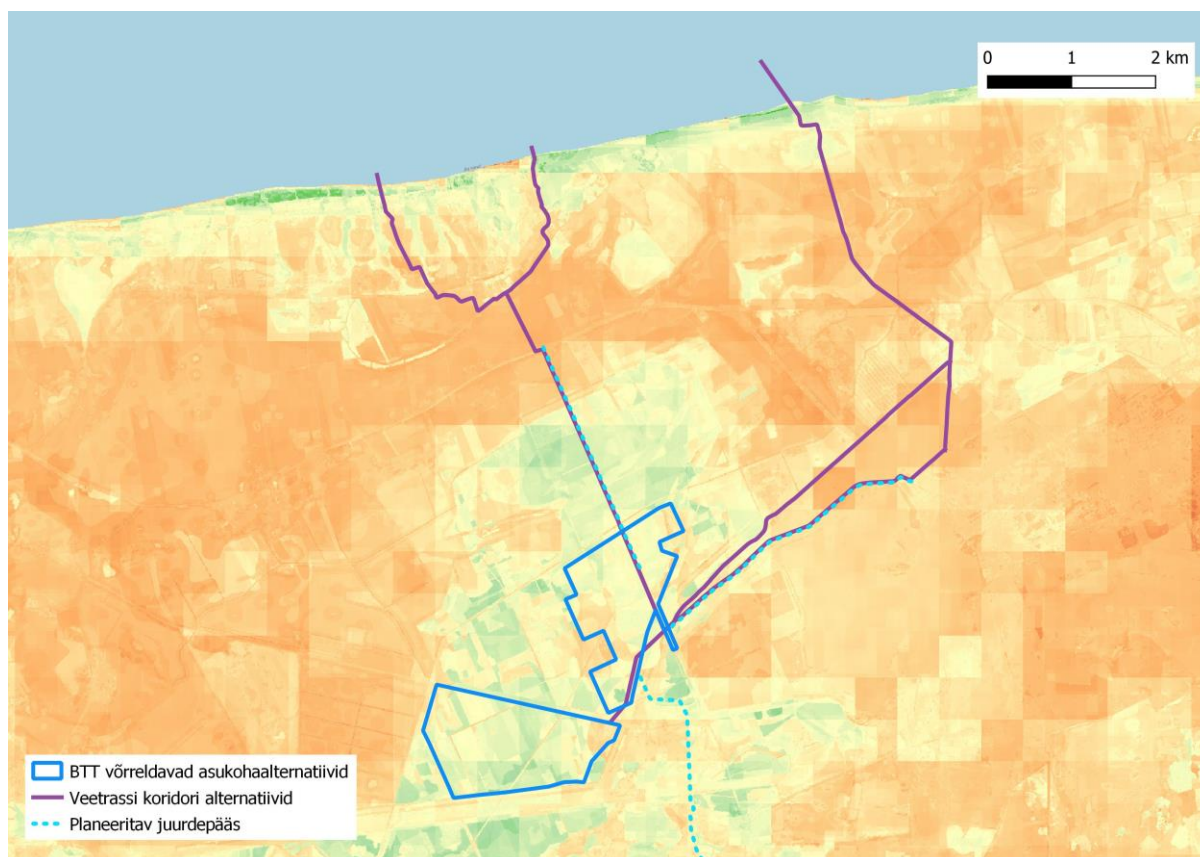 0 1 2 km
BTT võrreldavad asukohaalternatiivid
Veetrassi koridori alternatiivid
Planeeritav juurdepääs